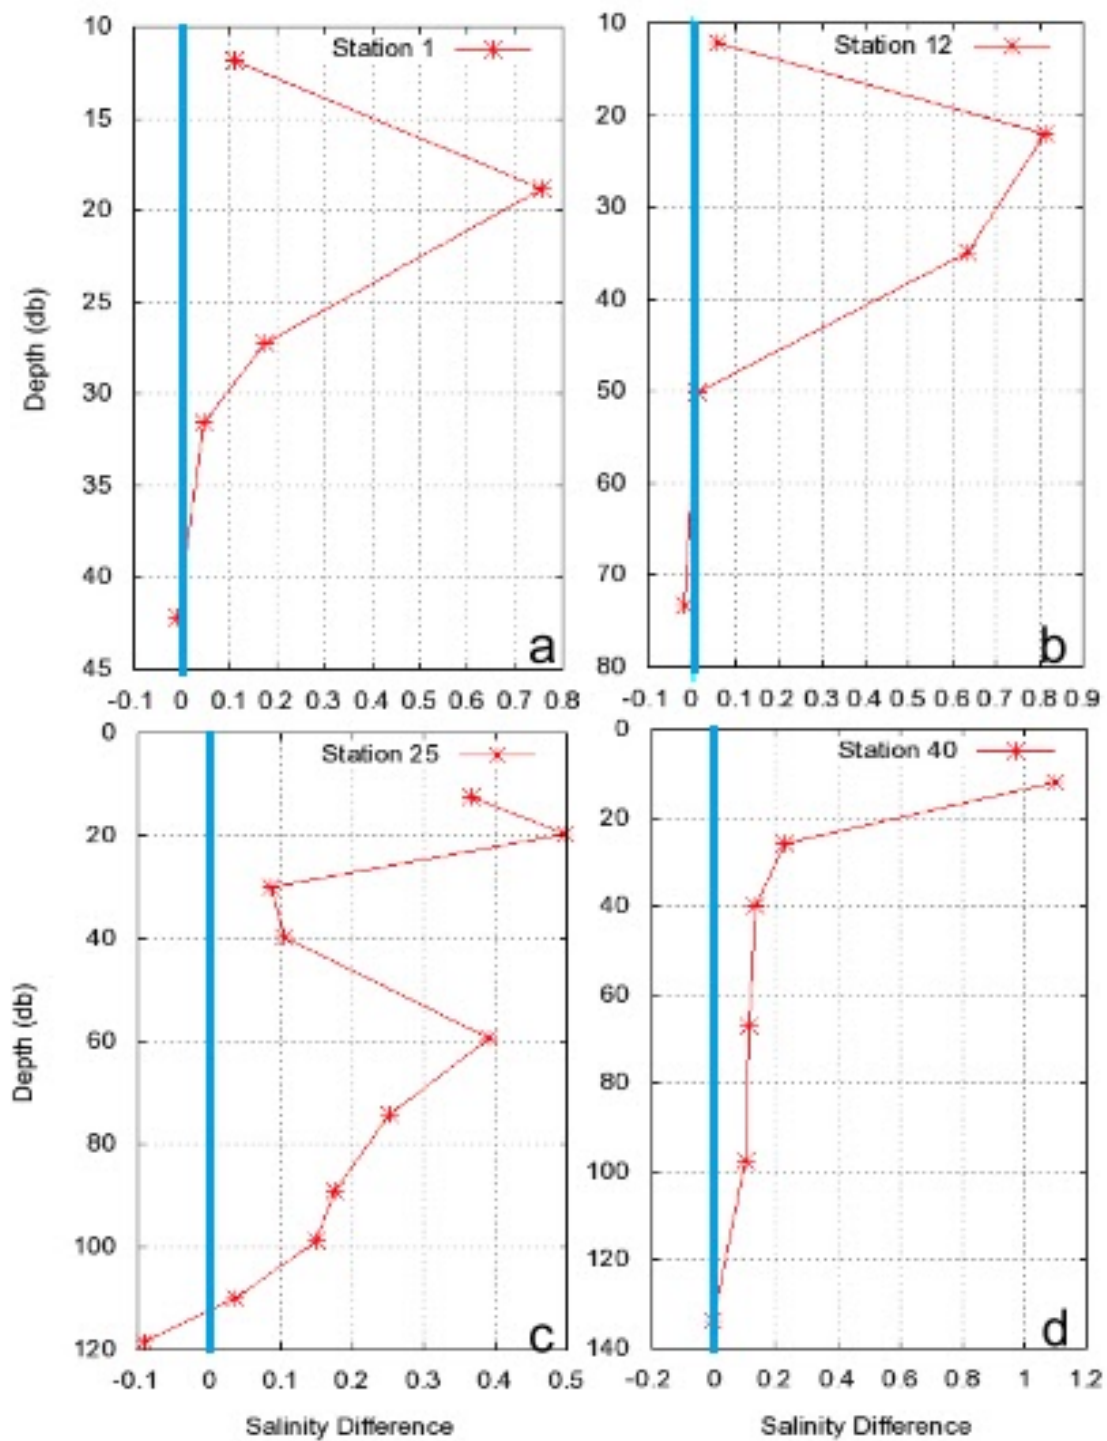 10
15
20
25
30
35
40
45
Depth (db)
Station 1
a
-0.1 0 0.1 0.2 0.3 0.4 0.5 0.6 0.7 0.8
10
20
30
40
50
60
70
80
Station 12
b
-0.1 0 0.1 0.2 0.3 0.4 0.5 0.6 0.7 0.8 0.9
0
20
40
60
80
100
120
Depth (db)
Station 25
c
-0.1 0 0.1 0.2 0.3 0.4 0.5
Salinity Difference
0
20
40
60
80
100
120
140
Station 40
d
-0.2 0 0.2 0.4 0.6 0.8 1 1.2
Salinity Difference